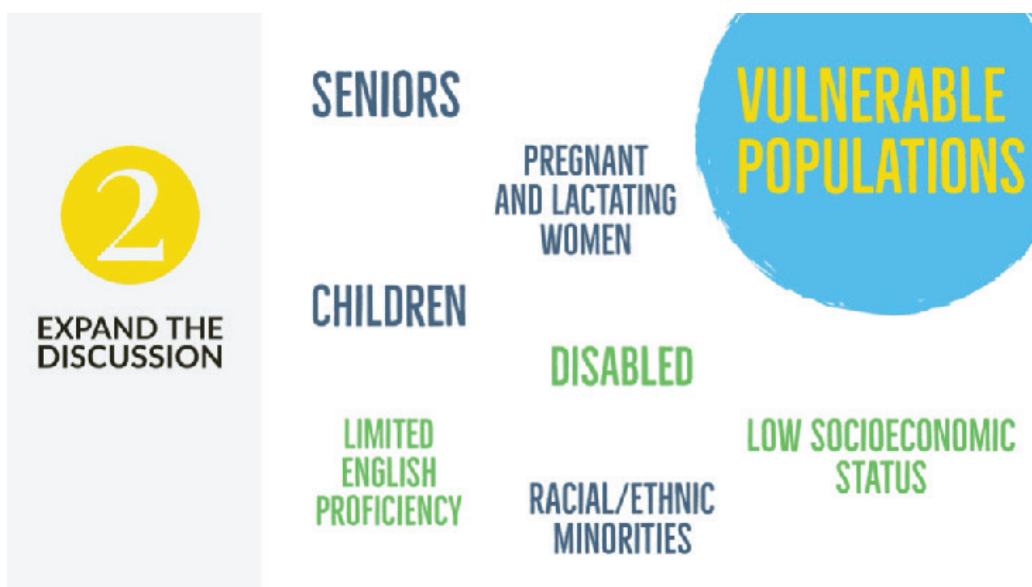 2
EXPAND THE
DISCUSSION
VULNERABLE
POPULATIONS
SENIORS
PREGNANT
AND LACTATING
WOMEN
CHILDREN
DISABLED
LIMITED
ENGLISH
PROFICIENCY
RACIAL/ETHNIC
MINORITIES
LOW SOCIOECONOMIC
STATUS